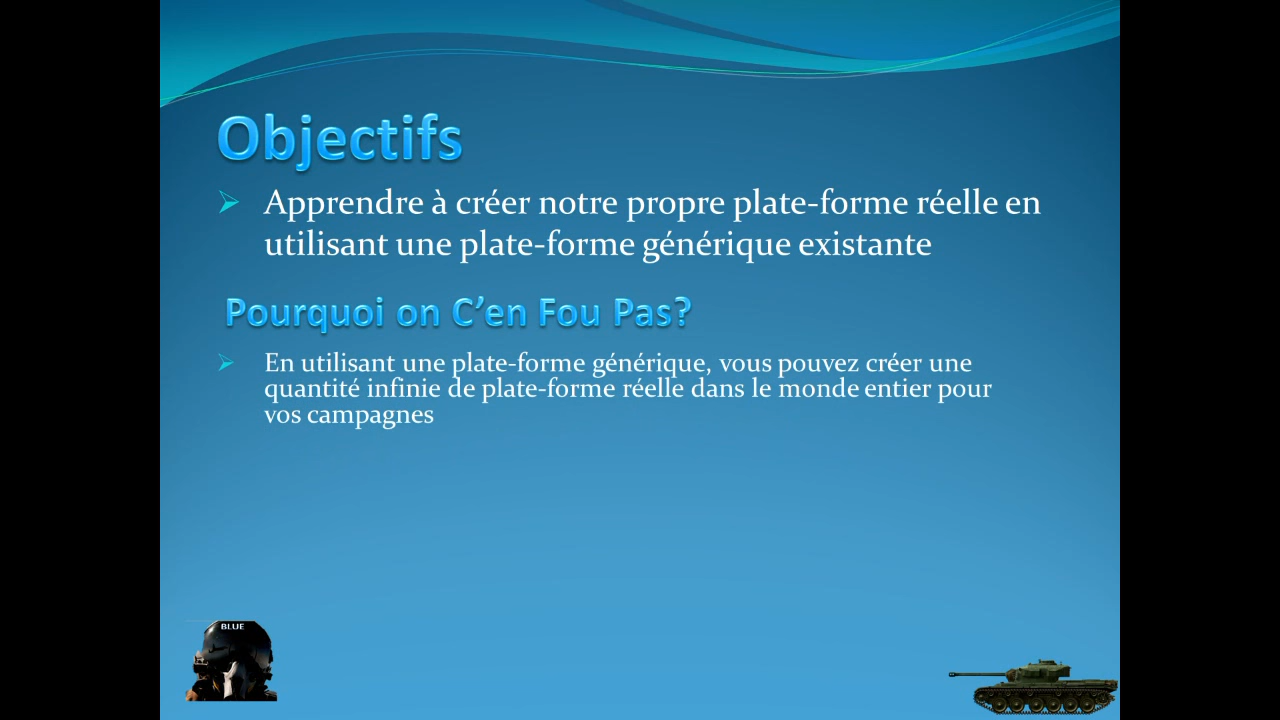 Objectifs
Apprendre à créer notre propre plate-forme réelle en
utilisant une plate-forme générique existante
Pourquoi on C’en Fou Pas?
En utilisant une plate-forme générique, vous pouvez créer une
quantité infinie de plate-forme réelle dans le monde entier pour
vos campagnes
BLUE